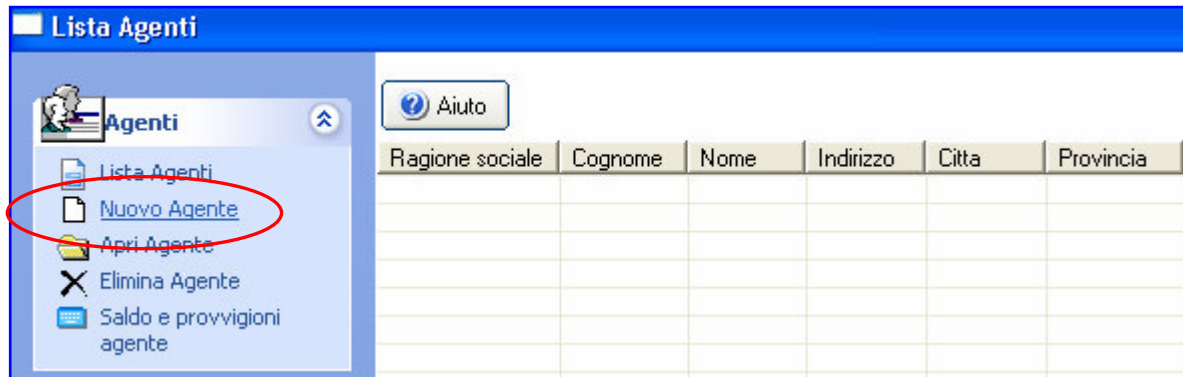 Lista Agenti
Agenti
Lista Agenti
Nuovo Agente
Apri Agente
Elimina Agente
Saldo e provvigioni
agente
Aiuto
Ragione sociale Cognome Nome Indirizzo Citta Provincia